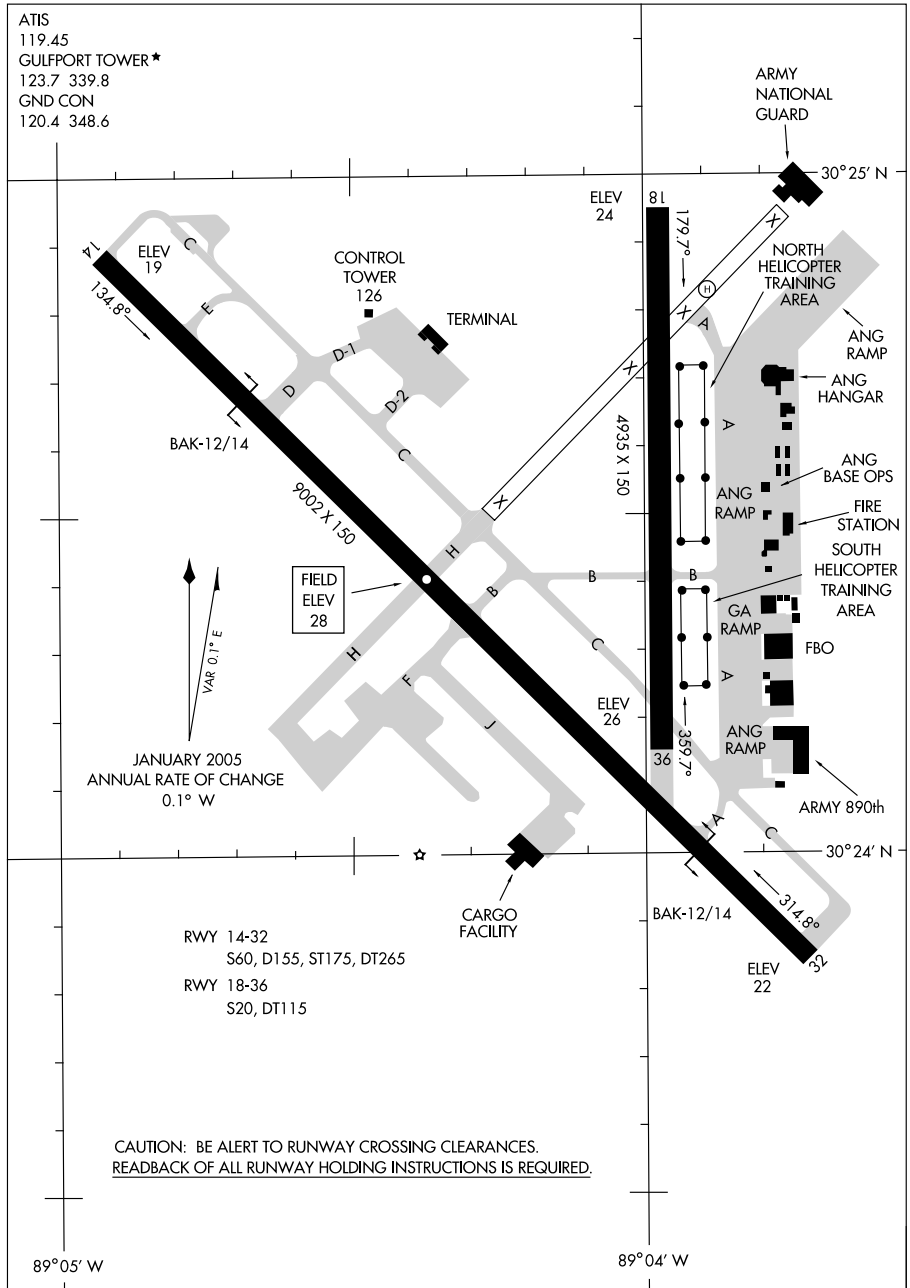 ATIS
119.45
GULFPORT TOWER★
123.7 339.8
GND CON
120.4 348.6
ARMY
NATIONAL
GUARD
30°25' N
ELEV
24
18
179.7°
X
H
NORTH
HELICOPTER
TRAINING
AREA
14
ELEV
19
C
134.8°
E
CONTROL
TOWER
126
TERMINAL
X
A
ANG
RAMP
D-1
D
D-2
X
ANG
HANGAR
BAK-12/14
C
4935 X 150
A
ANG
BASE OPS
9002 X 150
X
ANG
RAMP
FIRE
STATION
H
SOUTH
HELICOPTER
TRAINING
AREA
FIELD
ELEV
28
B
B
B
GA
RAMP
FBO
H
F
C
A
VAR 0.1° E
ELEV
26
J
ANG
RAMP
359.7°
36
JANUARY 2005
ANNUAL RATE OF CHANGE
0.1° W
ARMY 890th
A
C
30°24' N
CARGO
FACILITY
BAK-12/14
314.8°
32
ELEV
22
RWY 14-32
S60, D155, ST175, DT265
RWY 18-36
S20, DT115
CAUTION: BE ALERT TO RUNWAY CROSSING CLEARANCES.
READBACK OF ALL RUNWAY HOLDING INSTRUCTIONS IS REQUIRED.
89°05' W
89°04' W